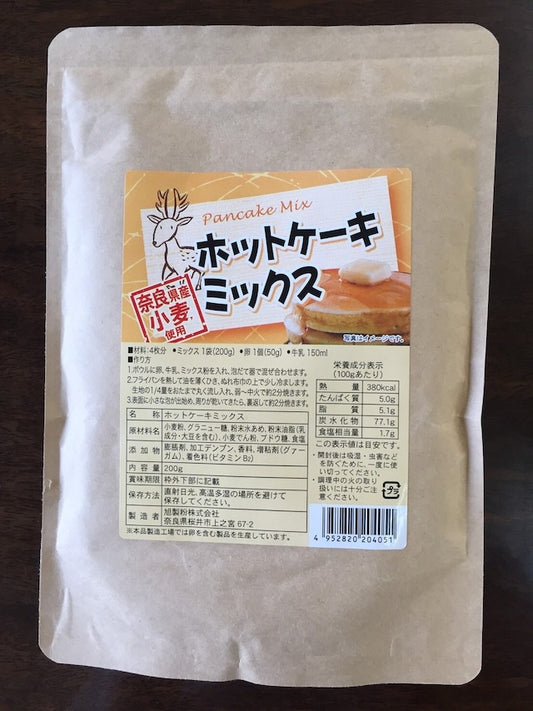 Pancake Mix
ホットケーキ
ミックス
奈良県産
小麦
使用
写真はイメージです。
■材料:4枚分 ●ミックス 1袋(200g) ●卵 1個(50g) ●牛乳 150ml
■作り方
1.ボウルに卵、牛乳、ミックス粉を入れ、泡だて器で混ぜ合わせます。
2.フライパンを熱して油を薄くひき、ぬれ布巾の上で少し冷まします。
生地の1/4量をおたまで丸く流し入れ、弱〜中火で約2分焼きます。
3.表面に小さな泡が出始め、周りが乾いてきたら、裏返して約2分焼きます。
名称 ホットケーキミックス
原材料名 小麦粉、グラニュー糖、粉末水あめ、粉末油脂(乳
成分・大豆を含む)、小麦でん粉、ブドウ糖、食塩
添加物 膨脹剤、加工デンプン、香料、増粘剤(グァー
ガム)、着色料(ビタミンB2)
内容量 200g
賞味期限 枠外下部に記載
保存方法 直射日光、高温多湿の場所を避けて
保存してください。
製造者 旭製粉株式会社
奈良県桜井市上之宮 67-2
※本品製造工場では卵を含む製品を生産しています。
栄養成分表示
(100gあたり)
熱量 380kcal
たんぱく質 5.0g
脂質 5.1g
炭水化物 77.1g
食塩相当量 1.7g
この表示値は目安です。
・開封後は吸湿・虫害など
を防ぐために、一度に使
い切ってください。
・調理中の火の取り
扱いには十分ご注
意ください。
プラ
4 952820 204051